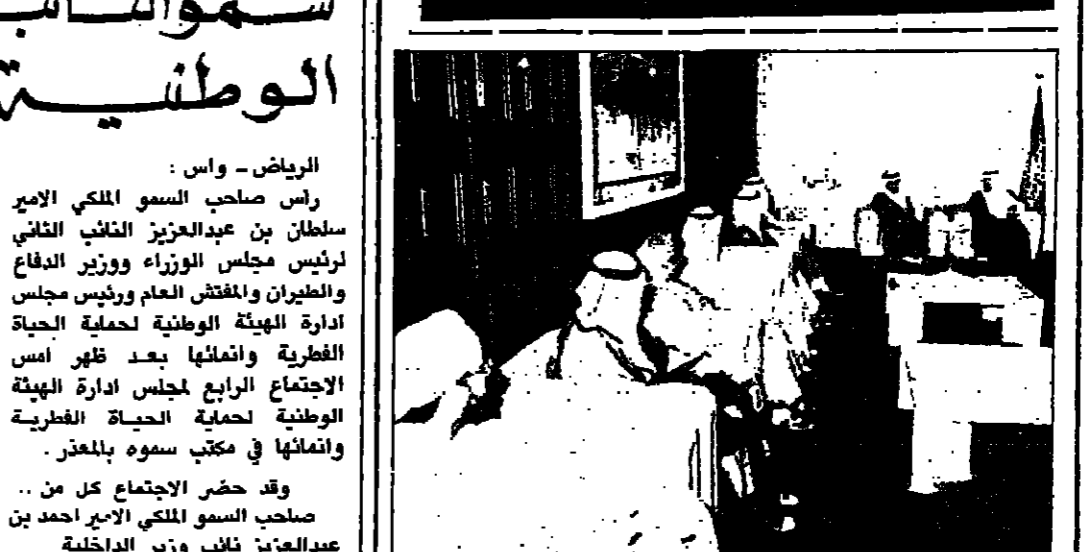 سمو النائب
الوطنية
الرياض - واس :
رأس صاحب السمو الملكي الامير
سلطان بن عبدالعزيز النائب الثاني
لرئيس مجلس الوزراء ووزير الدفاع
والطيران والمفتش العام ورئيس مجلس
ادارة الهيئة الوطنية لحماية الحياة
الفطرية وانمائها بعد ظهر امس
الاجتماع الرابع لمجلس ادارة الهيئة
الوطنية لحماية الحياة الفطرية
وانمائها في مكتب سموه بالمعذر .
وقد حضر الاجتماع كل من ..
صاحب السمو الملكي الامير احمد بن
عبدالعزيز نائب وزير الداخلية